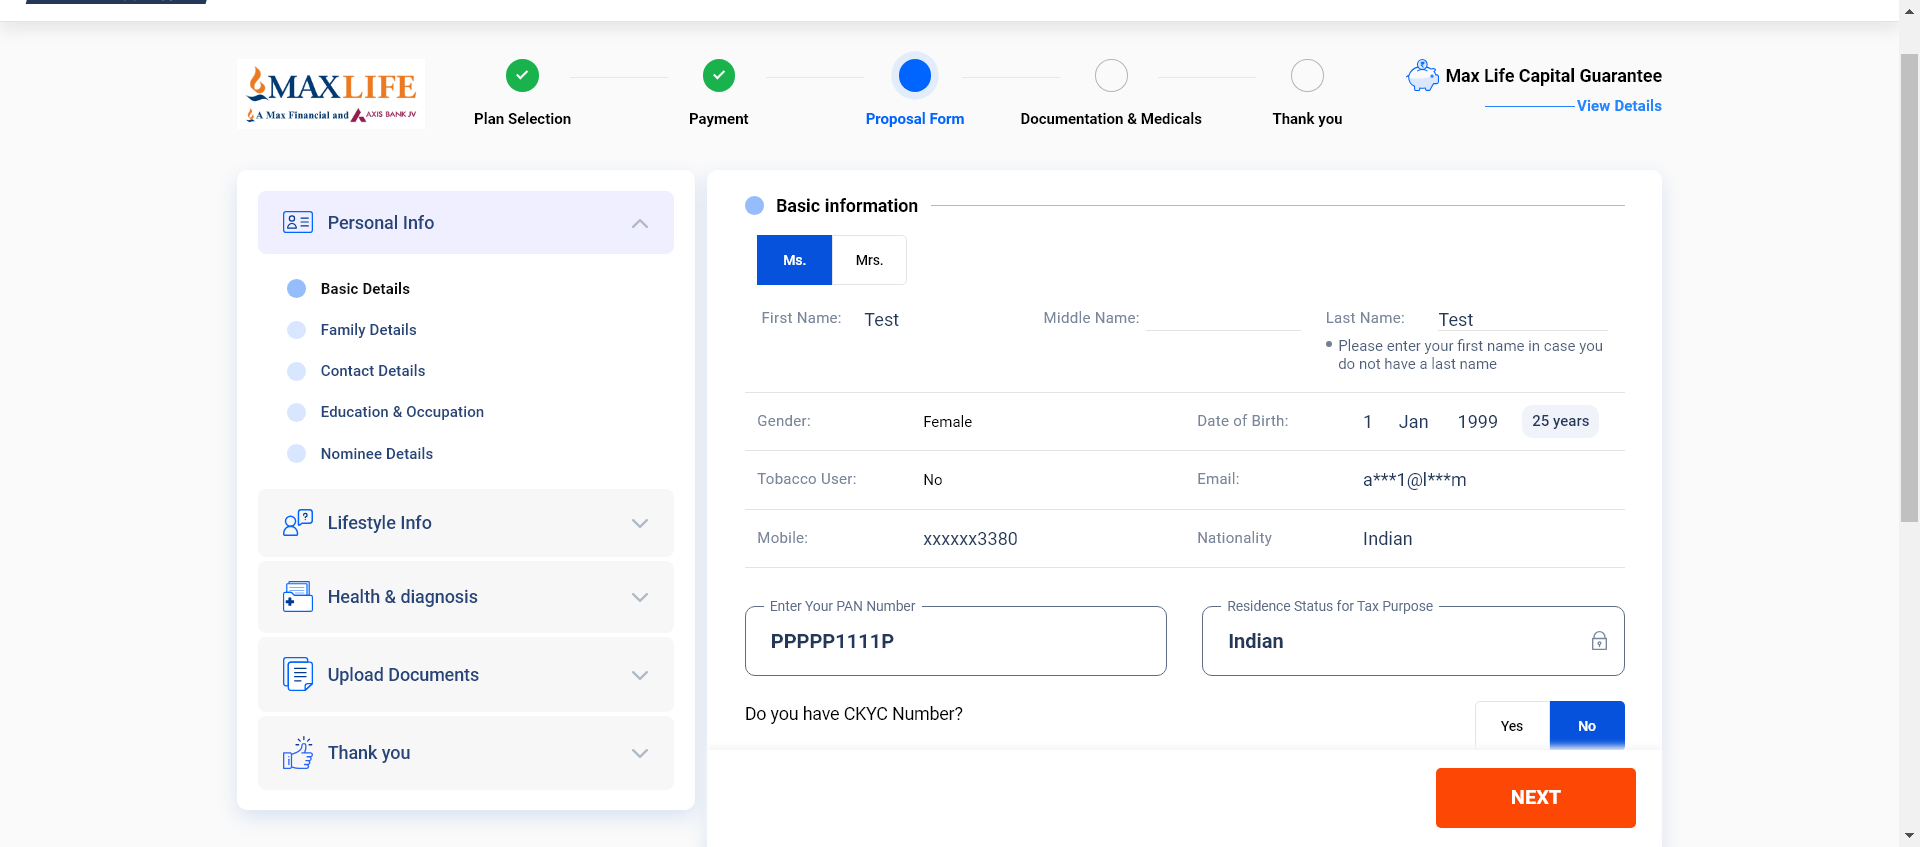 MAX LIFE
A Max Financial and AXIS BANK JV
Plan Selection
Payment
Proposal Form
Documentation & Medicals
Thank you
Max Life Capital Guarantee
View Details
Personal Info
Basic Details
Family Details
Contact Details
Education & Occupation
Nominee Details
Lifestyle Info
Health & diagnosis
Upload Documents
Thank you
Basic information
Ms. Mrs.
First Name: Test Middle Name: Last Name: Test
Please enter your first name in case you
do not have a last name
Gender: Female Date of Birth: 1 Jan 1999 25 years
Tobacco User: No Email: a***1@l***m
Mobile: xxxxxx3380 Nationality Indian
Enter Your PAN Number Residence Status for Tax Purpose
PPPPP1111P Indian
Do you have CKYC Number? Yes No
NEXT